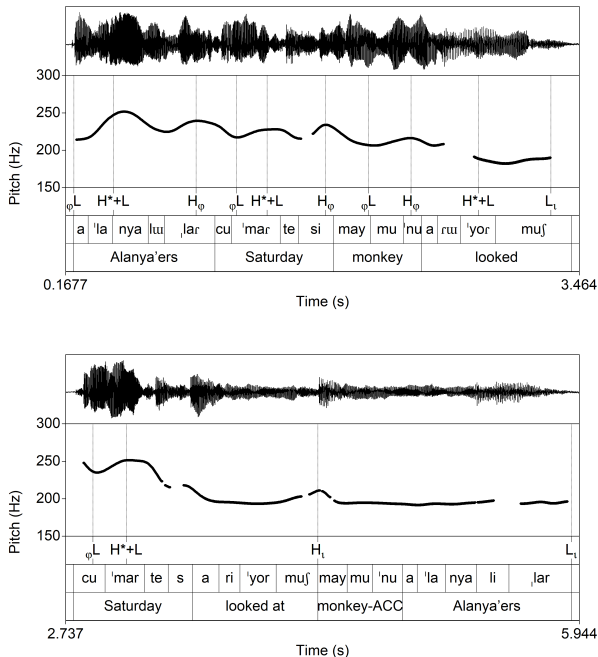 300
250
200
150
Pitch (Hz)
φL H*+L Hφ φL H*+L Hφ φL Hφ H*+L Lι
a ˈla nya lɯ ˌlaɾ cu ˈmaɾ te si may mu ˈnu a ɾɯ ˈyoɾ muʃ
Alanya’ers Saturday monkey looked
0.1677 3.464
Time (s)
300
250
200
150
Pitch (Hz)
φL H*+L Hι Lι
cu ˈmar te s a ri ˈyor muʃ may mu ˈnu a ˈla nya li ˌlar
Saturday looked at monkey-ACC Alanya’ers
2.737 5.944
Time (s)